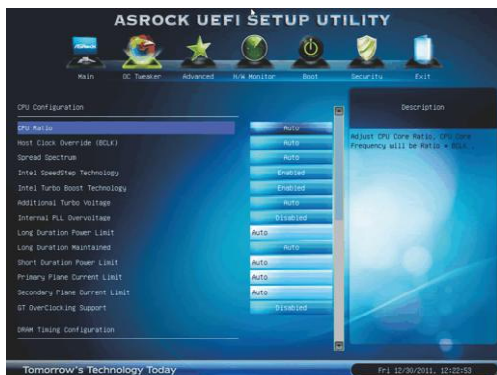 ASROCK UEFI SETUP UTILITY
ASRock
Main OC Tweaker Advanced H/W Monitor Boot Security Exit
CPU Configuration
Description
CPU Ratio Auto
Adjust CPU Core Ratio, CPU Core
Frequency will be Ratio * BCLK.
Host Clock Override (BCLK) Auto
Spread Spectrum Auto
Intel SpeedStep Technology Enabled
Intel Turbo Boost Technology Enabled
Additional Turbo Voltage Auto
Internal PLL Overvoltage Disabled
Long Duration Power Limit Auto
Long Duration Maintained Auto
Short Duration Power Limit Auto
Primary Plane Current Limit Auto
Secondary Plane Current Limit Auto
GT OverClocking Support Disabled
DRAM Timing Configuration
Tomorrow's Technology Today
Fri 12/30/2011, 12:22:53